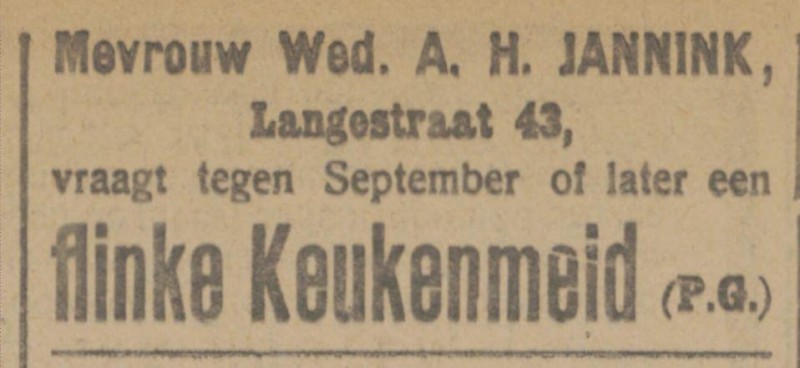 Mevrouw Wed. A. H. JANNINK,
Langestraat 43,
vraagt tegen September of later een
flinke Keukenmeid (P.G.)